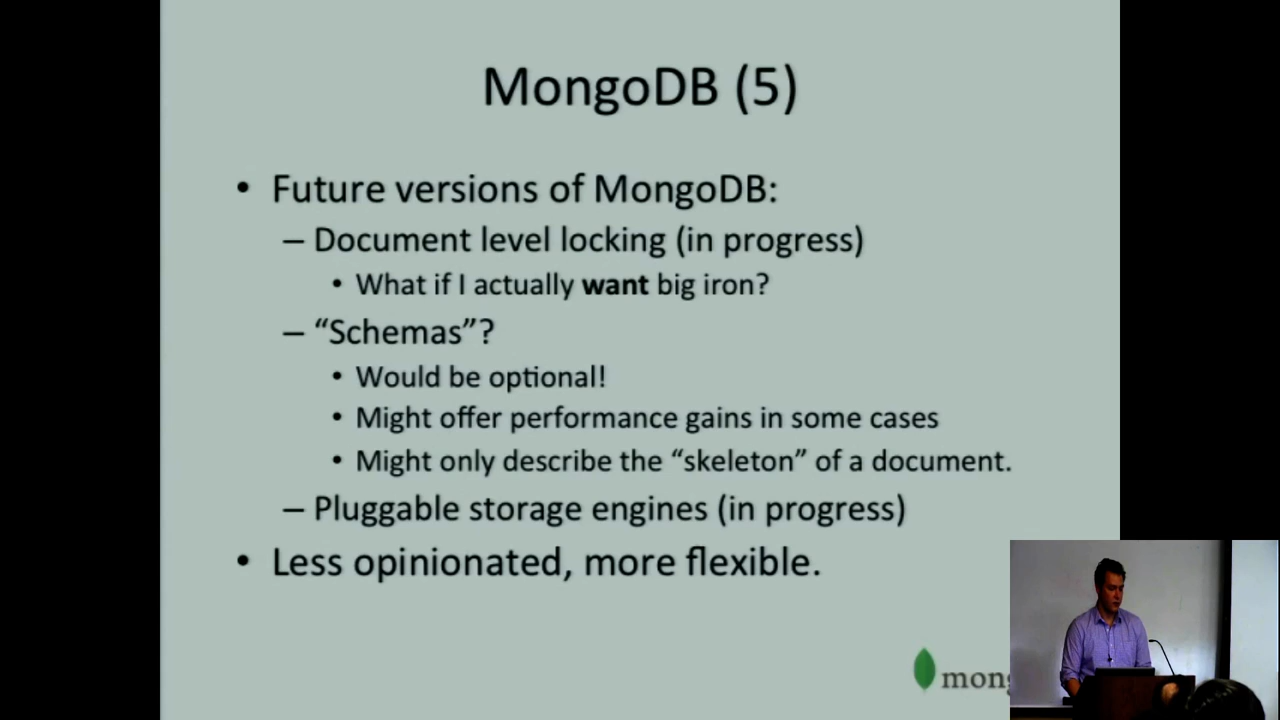 MongoDB (5)
• Future versions of MongoDB:
– Document level locking (in progress)
• What if I actually want big iron?
– “Schemas”?
• Would be optional!
• Might offer performance gains in some cases
• Might only describe the “skeleton” of a document.
– Pluggable storage engines (in progress)
• Less opinionated, more flexible.